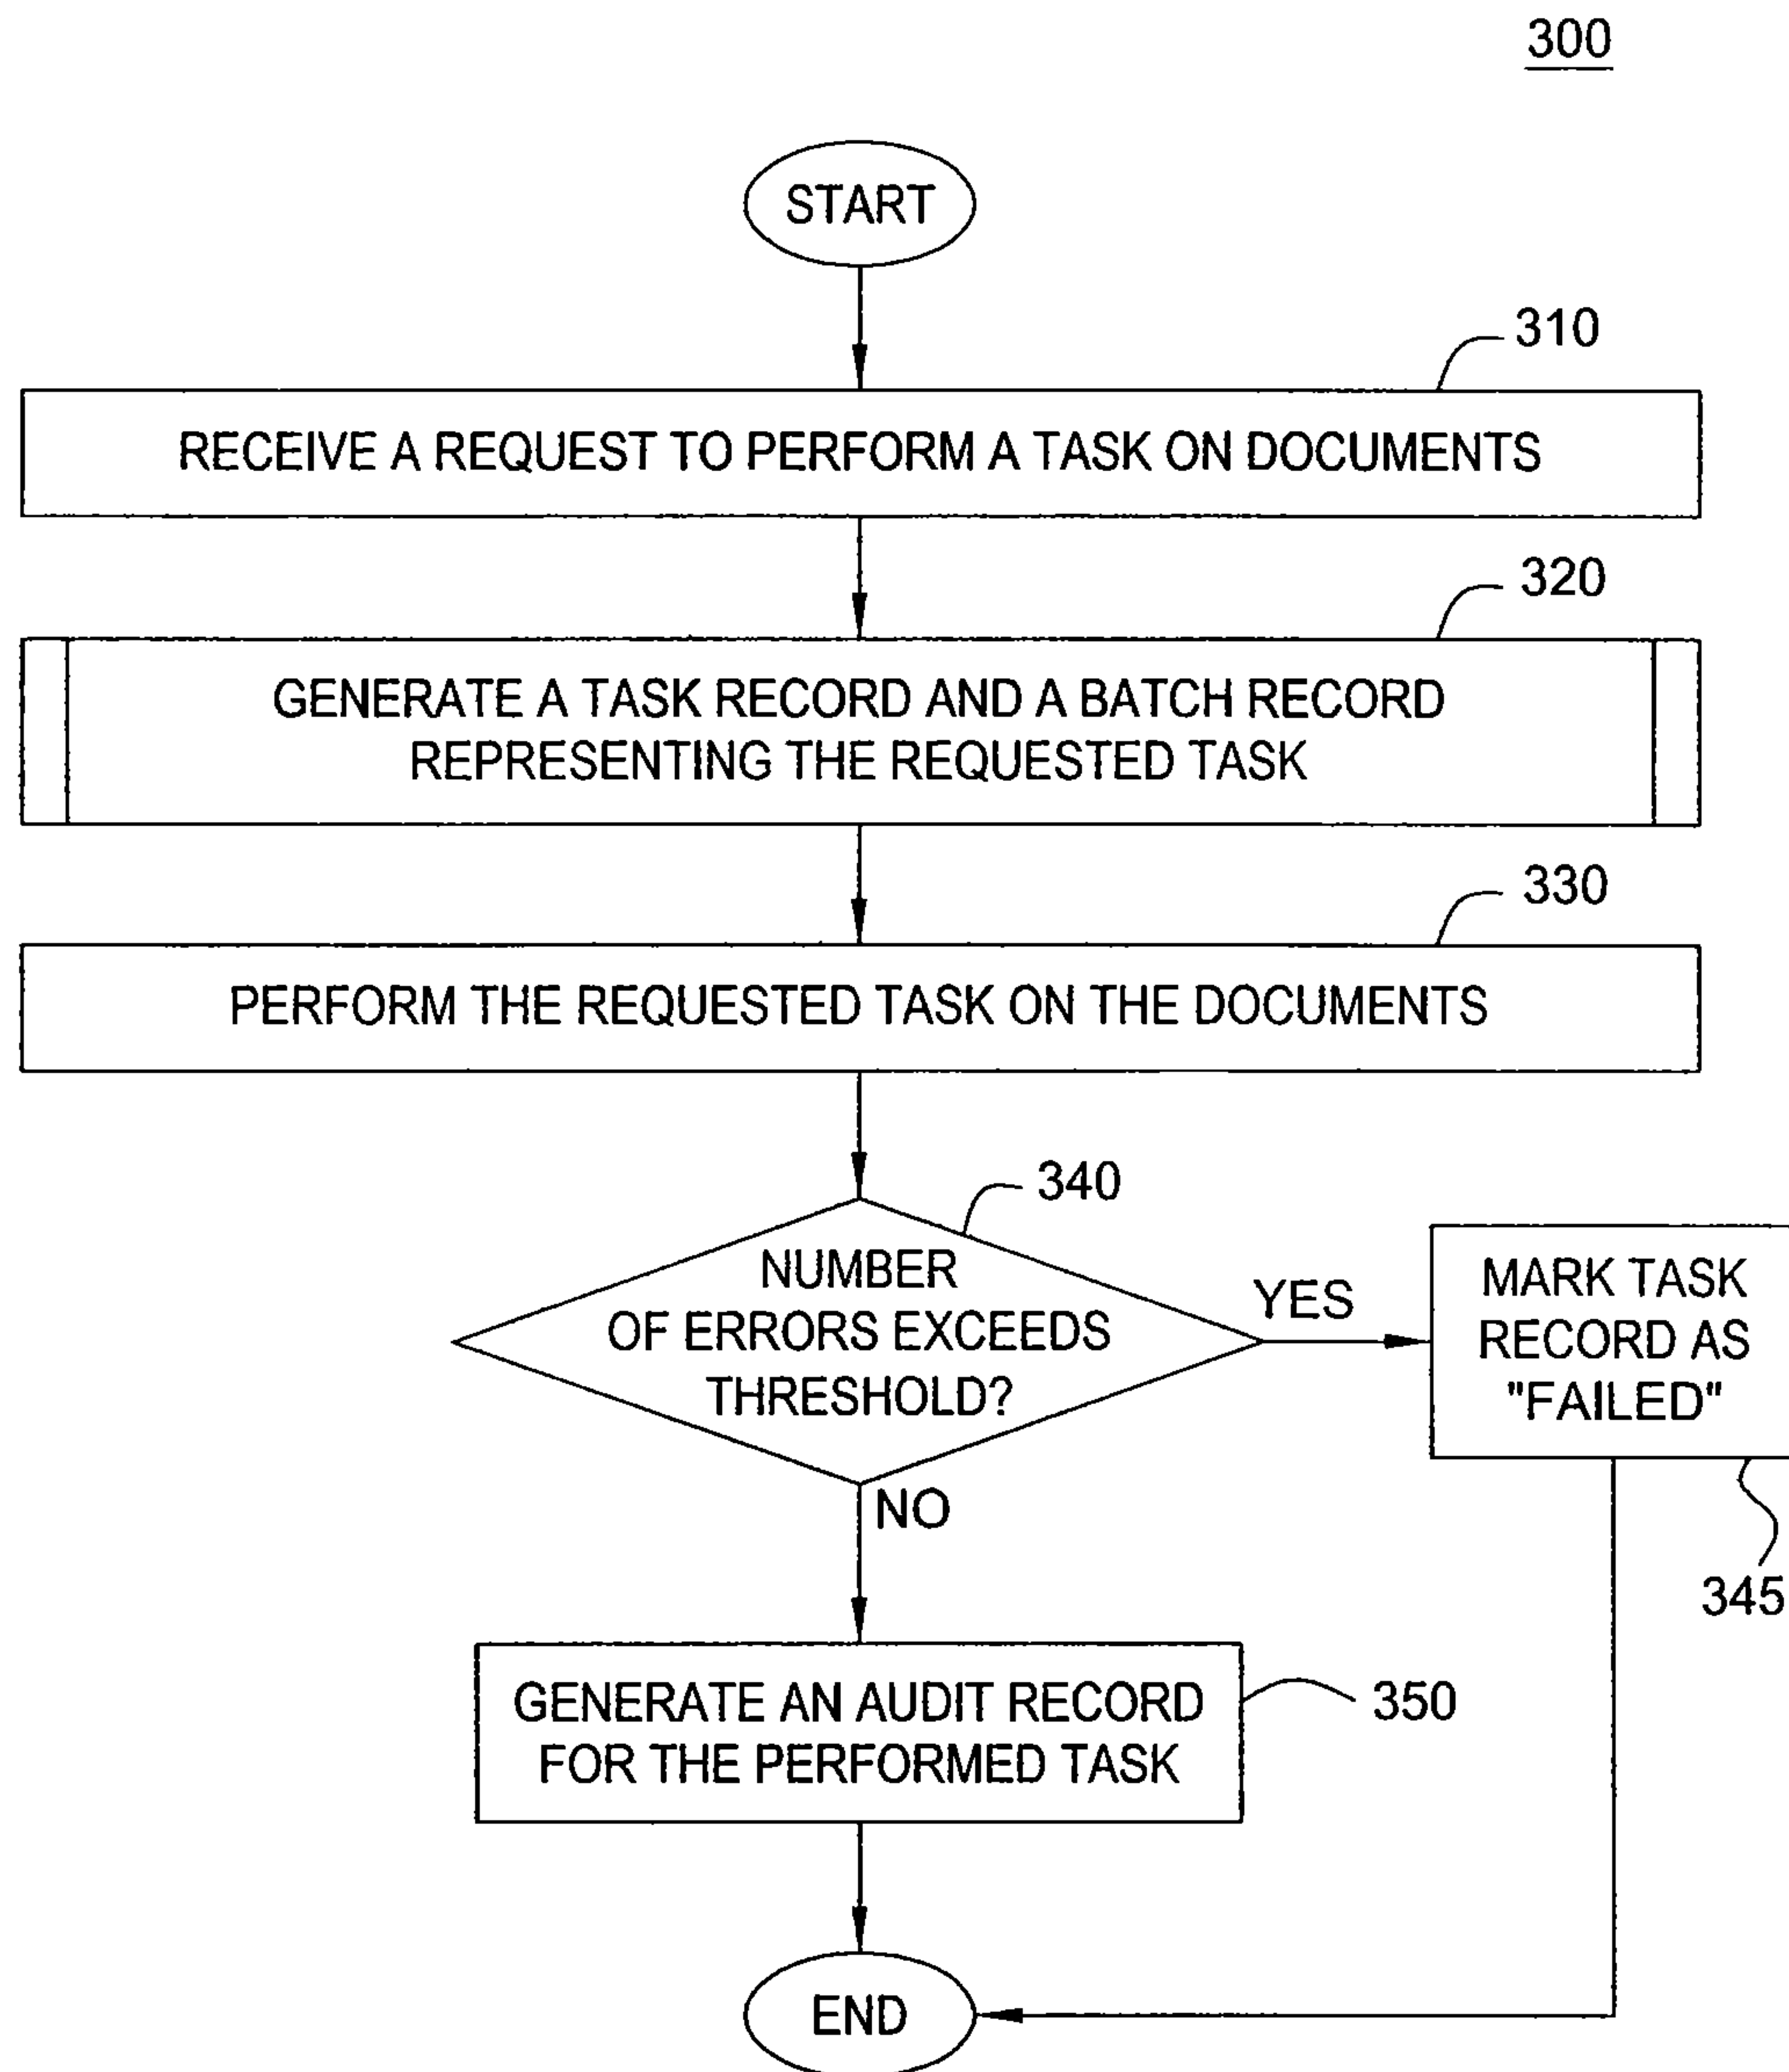 300
START
310
RECEIVE A REQUEST TO PERFORM A TASK ON DOCUMENTS
320
GENERATE A TASK RECORD AND A BATCH RECORD
REPRESENTING THE REQUESTED TASK
330
PERFORM THE REQUESTED TASK ON THE DOCUMENTS
340
NUMBER
OF ERRORS EXCEEDS
THRESHOLD?
YES
MARK TASK
RECORD AS
"FAILED"
345
NO
GENERATE AN AUDIT RECORD
FOR THE PERFORMED TASK
350
END